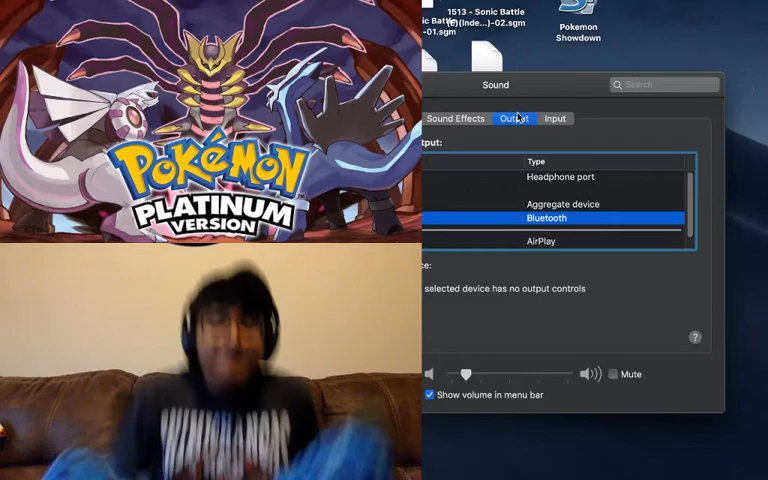 POKéMON
PLATINUM
VERSION
™
Sonic Battle
-01.sgm
1513 - Sonic Battle
(E)(Inde...)-02.sgm
Pokemon
Showdown
Sound
Search
Sound Effects
Output
Input
tput:
Type
Headphone port
Aggregate device
Bluetooth
AirPlay
ce:
selected device has no output controls
?
Mute
Show volume in menu bar